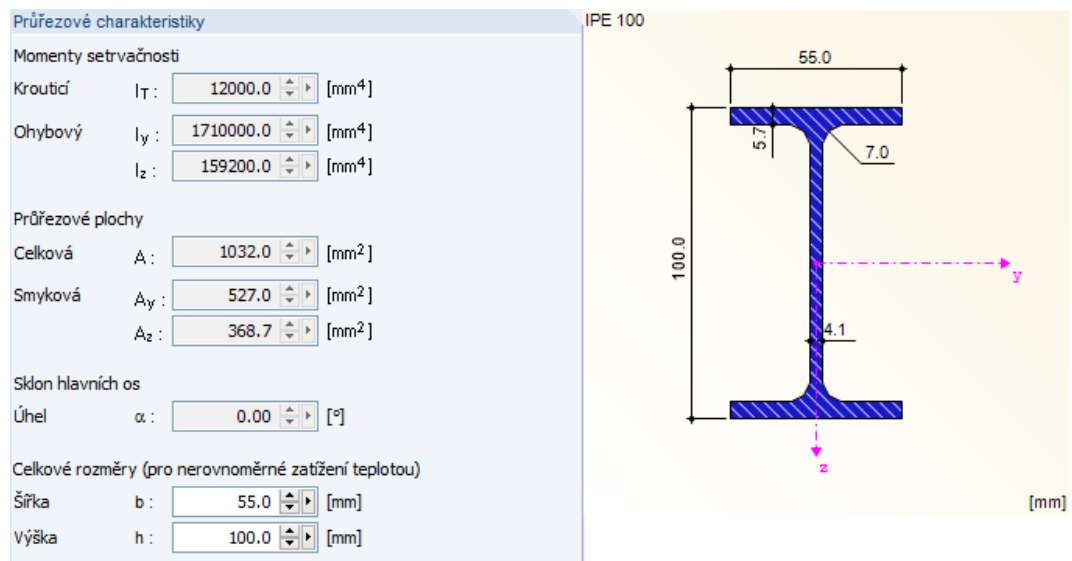 Průřezové charakteristiky
Momenty setrvačnosti
Krouticí IT : 12000.0 [mm4]
Ohybový Iy : 1710000.0 [mm4]
Iz : 159200.0 [mm4]
Průřezové plochy
Celková A : 1032.0 [mm2]
Smyková Ay : 527.0 [mm2]
Az : 368.7 [mm2]
Sklon hlavních os
Úhel α : 0.00 [°]
Celkové rozměry (pro nerovnoměrné zatížení teplotou)
Šířka b : 55.0 [mm]
Výška h : 100.0 [mm]
IPE 100
55.0
5.7
7.0
100.0
y
4.1
z
[mm]